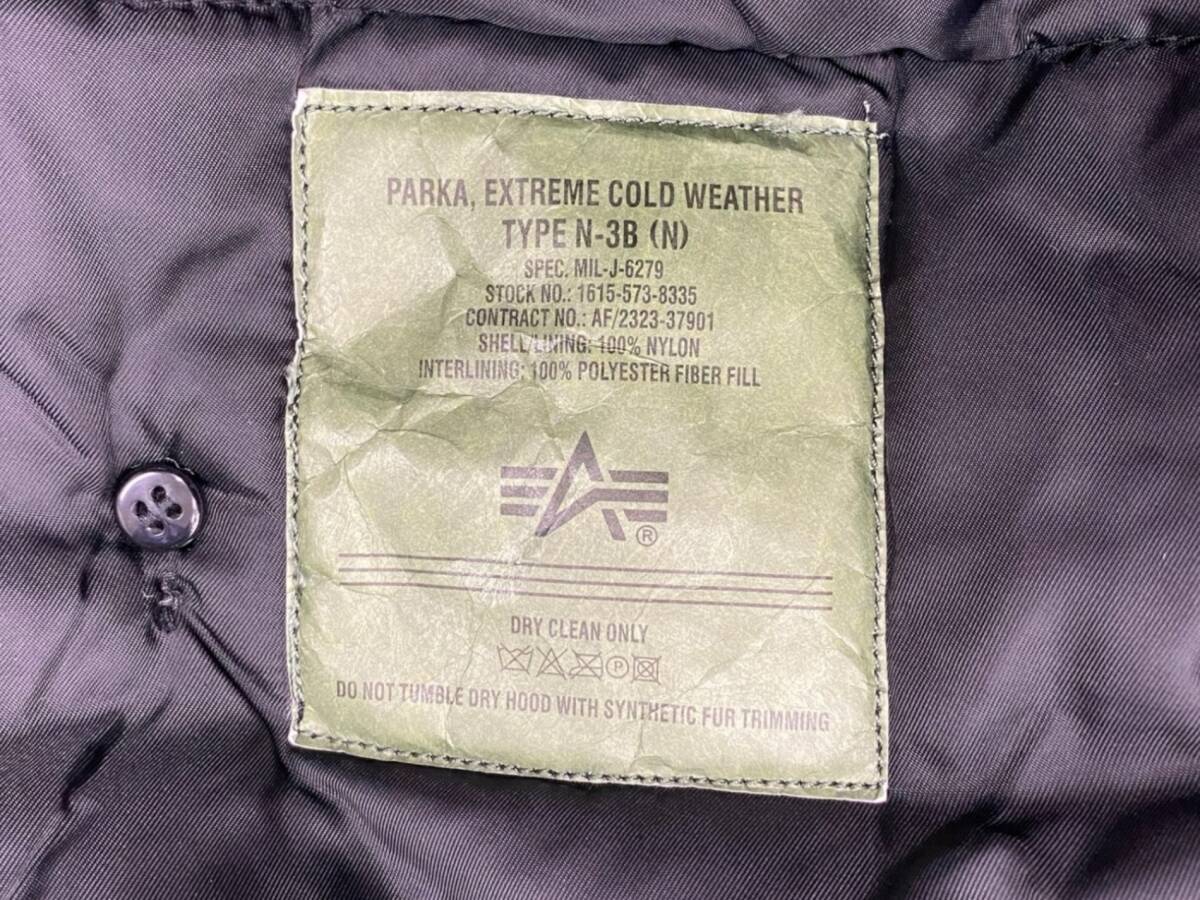 PARKA, EXTREME COLD WEATHER
TYPE N-3B (N)
SPEC. MIL-J-6279
STOCK NO.: 1615-573-8335
CONTRACT NO.: AF/2323-37901
SHELL/LINING: 100% NYLON
INTERLINING: 100% POLYESTER FIBER FILL
®
DRY CLEAN ONLY
P
DO NOT TUMBLE DRY HOOD WITH SYNTHETIC FUR TRIMMING